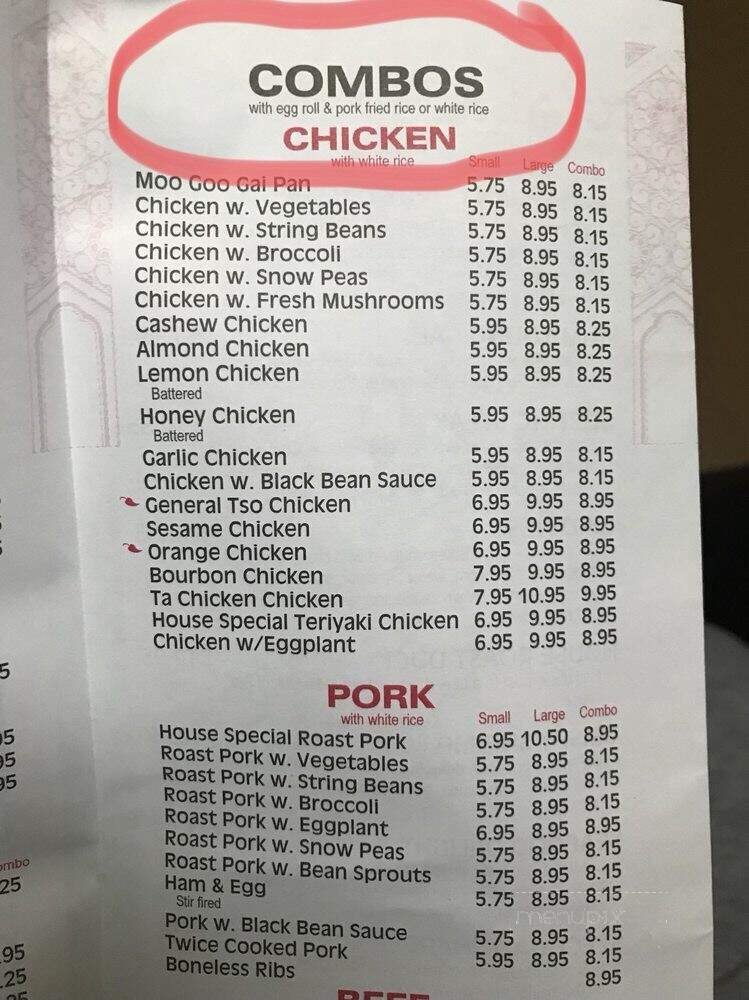 COMBOS
with egg roll & pork fried rice or white rice
CHICKEN
with white rice Small Large Combo
Moo Goo Gai Pan 5.75 8.95 8.15
Chicken w. Vegetables 5.75 8.95 8.15
Chicken w. String Beans 5.75 8.95 8.15
Chicken w. Broccoli 5.75 8.95 8.15
Chicken w. Snow Peas 5.75 8.95 8.15
Chicken w. Fresh Mushrooms 5.75 8.95 8.15
Cashew Chicken 5.95 8.95 8.25
Almond Chicken 5.95 8.95 8.25
Lemon Chicken 5.95 8.95 8.25
Battered
Honey Chicken 5.95 8.95 8.25
Battered
Garlic Chicken 5.95 8.95 8.15
Chicken w. Black Bean Sauce 5.95 8.95 8.15
General Tso Chicken 6.95 9.95 8.95
Sesame Chicken 6.95 9.95 8.95
Orange Chicken 6.95 9.95 8.95
Bourbon Chicken 7.95 9.95 8.95
Ta Chicken Chicken 7.95 10.95 9.95
House Special Teriyaki Chicken 6.95 9.95 8.95
Chicken w/Eggplant 6.95 9.95 8.95
PORK
with white rice Small Large Combo
House Special Roast Pork 6.95 10.50 8.95
Roast Pork w. Vegetables 5.75 8.95 8.15
Roast Pork w. String Beans 5.75 8.95 8.15
Roast Pork w. Broccoli 5.75 8.95 8.15
Roast Pork w. Eggplant 6.95 8.95 8.95
Roast Pork w. Snow Peas 5.75 8.95 8.15
Roast Pork w. Bean Sprouts 5.75 8.95 8.15
Ham & Egg 5.75 8.95 8.15
Stir fired
Pork w. Black Bean Sauce 5.75 8.95 8.15
Twice Cooked Pork 5.95 8.95 8.15
Boneless Ribs 8.95
BEEF
menupix